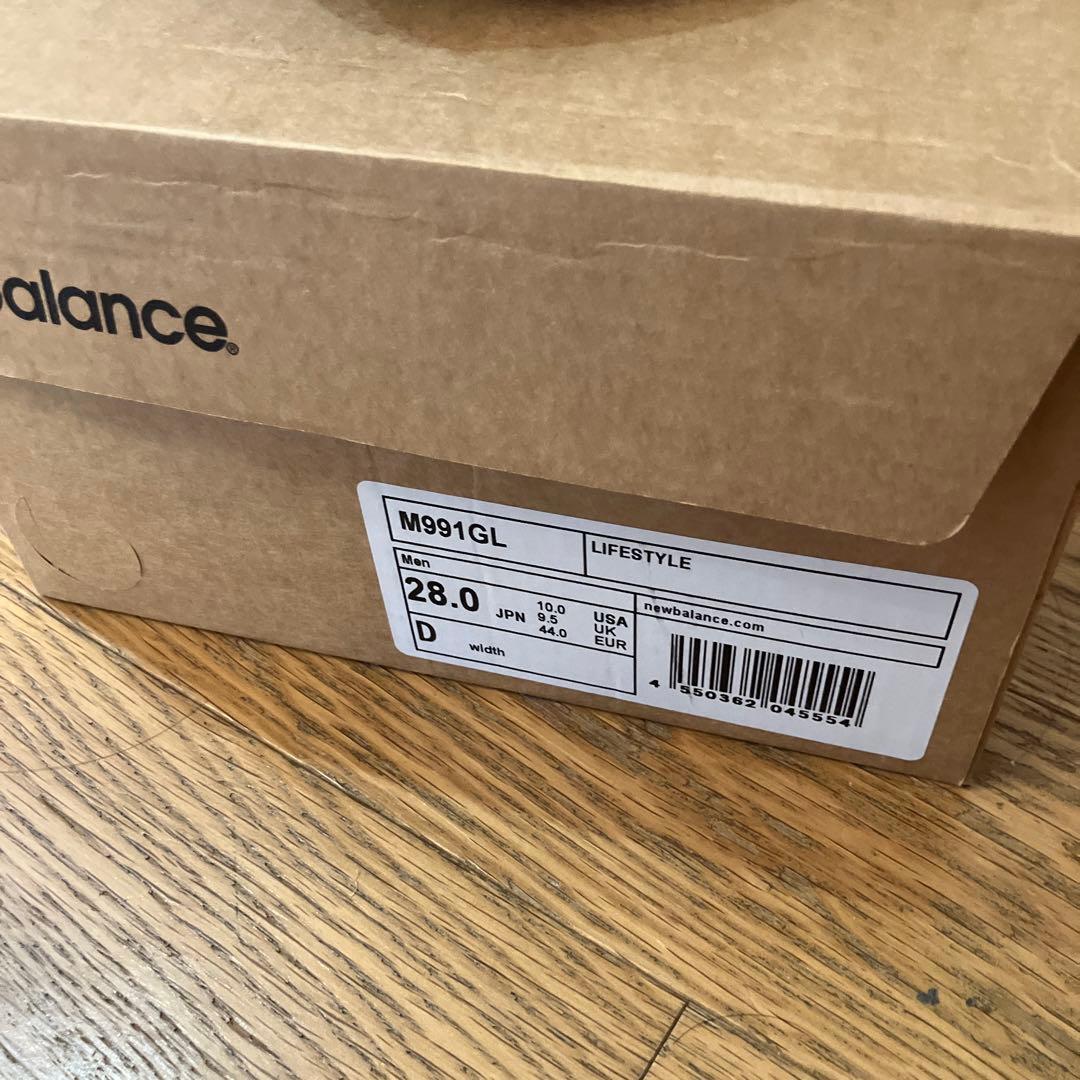 balance®
M991GL
LIFESTYLE
Men
28.0 JPN
10.0 USA
9.5 UK
44.0 EUR
D width
newbalance.com
4 550362 045554